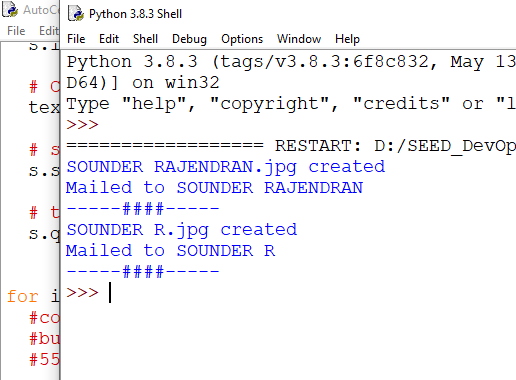 AutoCo
File
s.
# C
tex
# s
s.s
# t
s.q
for i
#co
#bu
#55
Python 3.8.3 Shell
File Edit Shell Debug Options Window Help
Python 3.8.3 (tags/v3.8.3:6f8c832, May 13
D64)] on win32
Type "help", "copyright", "credits" or "l
>>>
================== RESTART: D:/SEED_DevOp
SOUNDER RAJENDRAN.jpg created
Mailed to SOUNDER RAJENDRAN
-----####-----
SOUNDER R.jpg created
Mailed to SOUNDER R
-----####-----
>>>